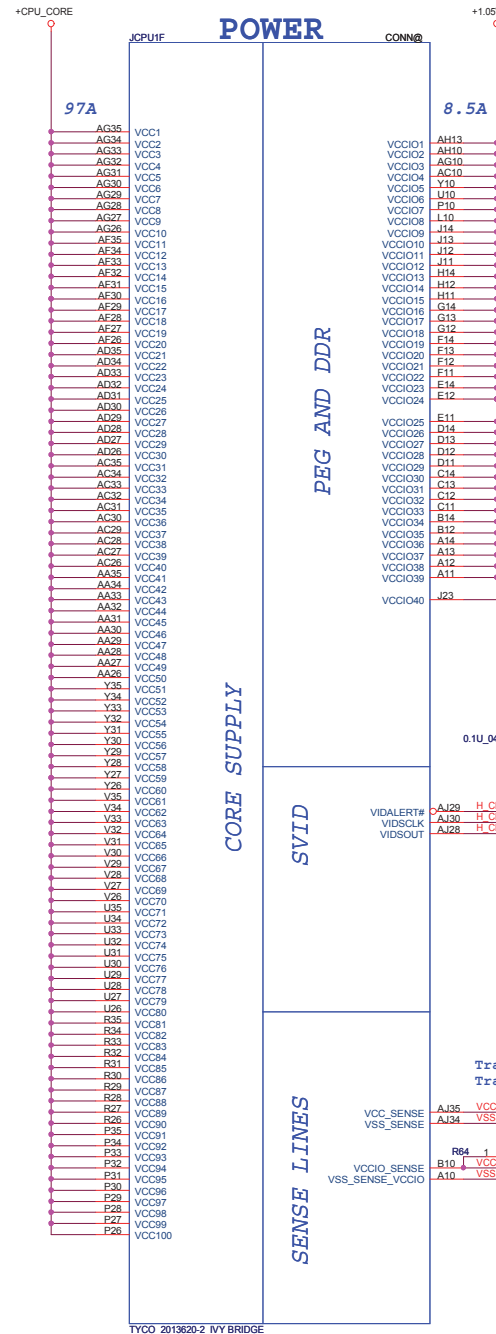 +CPU_CORE
+1.05
JCPU1F
POWER
CONN@
97A
8.5A
AG35 VCC1
AG34 VCC2
AG33 VCC3
AG32 VCC4
AG31 VCC5
AG30 VCC6
AG29 VCC7
AG28 VCC8
AG27 VCC9
AG26 VCC10
AF35 VCC11
AF34 VCC12
AF33 VCC13
AF32 VCC14
AF31 VCC15
AF30 VCC16
AF29 VCC17
AF28 VCC18
AF27 VCC19
AF26 VCC20
AD35 VCC21
AD34 VCC22
AD33 VCC23
AD32 VCC24
AD31 VCC25
AD30 VCC26
AD29 VCC27
AD28 VCC28
AD27 VCC29
AD26 VCC30
AC35 VCC31
AC34 VCC32
AC33 VCC33
AC32 VCC34
AC31 VCC35
AC30 VCC36
AC29 VCC37
AC28 VCC38
AC27 VCC39
AC26 VCC40
AA35 VCC41
AA34 VCC42
AA33 VCC43
AA32 VCC44
AA31 VCC45
AA30 VCC46
AA29 VCC47
AA28 VCC48
AA27 VCC49
AA26 VCC50
Y35 VCC51
Y34 VCC52
Y33 VCC53
Y32 VCC54
Y31 VCC55
Y30 VCC56
Y29 VCC57
Y28 VCC58
Y27 VCC59
Y26 VCC60
V35 VCC61
V34 VCC62
V33 VCC63
V32 VCC64
V31 VCC65
V30 VCC66
V29 VCC67
V28 VCC68
V27 VCC69
V26 VCC70
U35 VCC71
U34 VCC72
U33 VCC73
U32 VCC74
U31 VCC75
U30 VCC76
U29 VCC77
U28 VCC78
U27 VCC79
U26 VCC80
R35 VCC81
R34 VCC82
R33 VCC83
R32 VCC84
R31 VCC85
R30 VCC86
R29 VCC87
R28 VCC88
R27 VCC89
R26 VCC90
P35 VCC91
P34 VCC92
P33 VCC93
P32 VCC94
P31 VCC95
P30 VCC96
P29 VCC97
P28 VCC98
P27 VCC99
P26 VCC100
CORE SUPPLY
PEG AND DDR
VCCIO1 AH13
VCCIO2 AH10
VCCIO3 AG10
VCCIO4 AC10
VCCIO5 Y10
VCCIO6 U10
VCCIO7 P10
VCCIO8 L10
VCCIO9 J14
VCCIO10 J13
VCCIO11 J12
VCCIO12 J11
VCCIO13 H14
VCCIO14 H12
VCCIO15 H11
VCCIO16 G14
VCCIO17 G13
VCCIO18 G12
VCCIO19 F14
VCCIO20 F13
VCCIO21 F12
VCCIO22 F11
VCCIO23 E14
VCCIO24 E12
VCCIO25 E11
VCCIO26 D14
VCCIO27 D13
VCCIO28 D12
VCCIO29 D11
VCCIO30 C14
VCCIO31 C13
VCCIO32 C12
VCCIO33 C11
VCCIO34 B14
VCCIO35 B12
VCCIO36 A14
VCCIO37 A13
VCCIO38 A12
VCCIO39 A11
VCCIO40 J23
0.1U_04
SVID
VIDALERT# AJ29 H_C
VIDSCLK AJ30 H_C
VIDSOUT AJ28 H_C
SENSE LINES
Tra
Tra
VCC_SENSE AJ35 VCC
VSS_SENSE AJ34 VSS
R64 1
VCCIO_SENSE B10 VCC
VSS_SENSE_VCCIO A10 VSS
TYCO_2013620-2_IVY BRIDGE